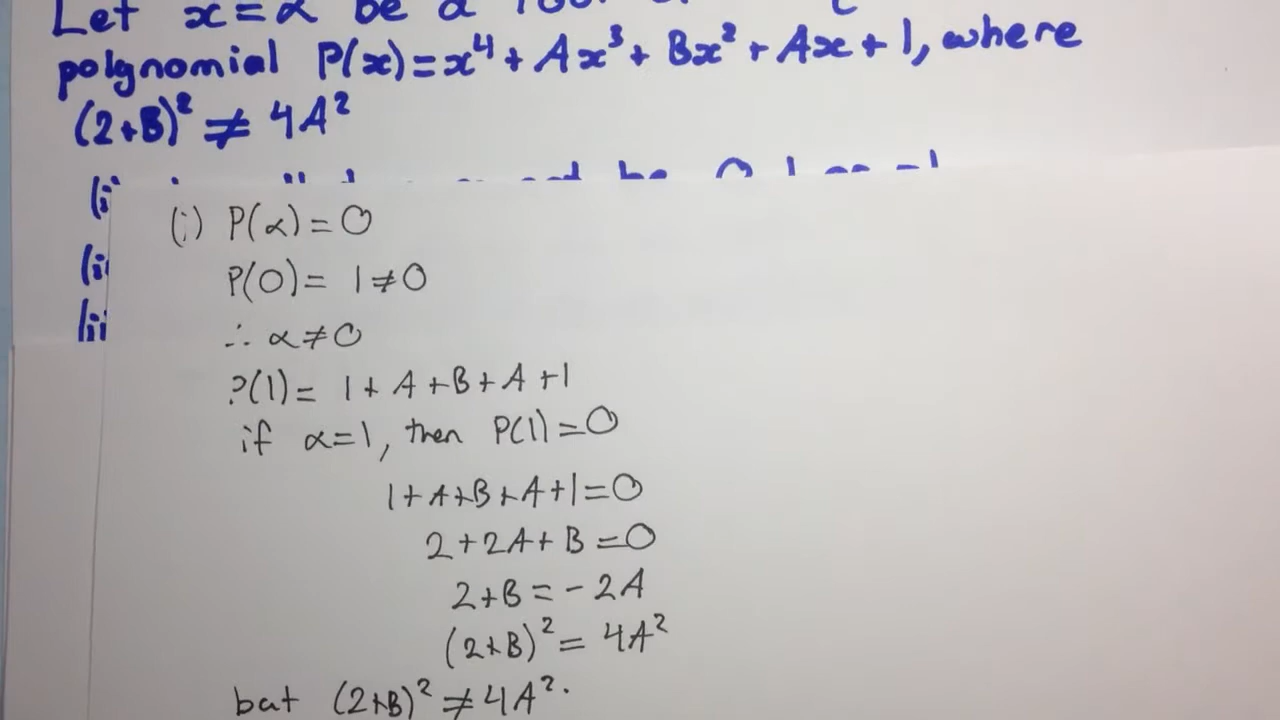 Let x=α be a
polynomial P(x)=x⁴+Ax³+Bx²+Ax+1, where
(2+B)²≠4A²
(i) P(α)=0
P(0)= 1≠0
∴ α≠0
P(1)= 1+A+B+A+1
if α=1, then P(1)=0
1+A+B+A+1=0
2+2A+B=0
2+B=-2A
(2+B)²=4A²
but (2+B)²≠4A².